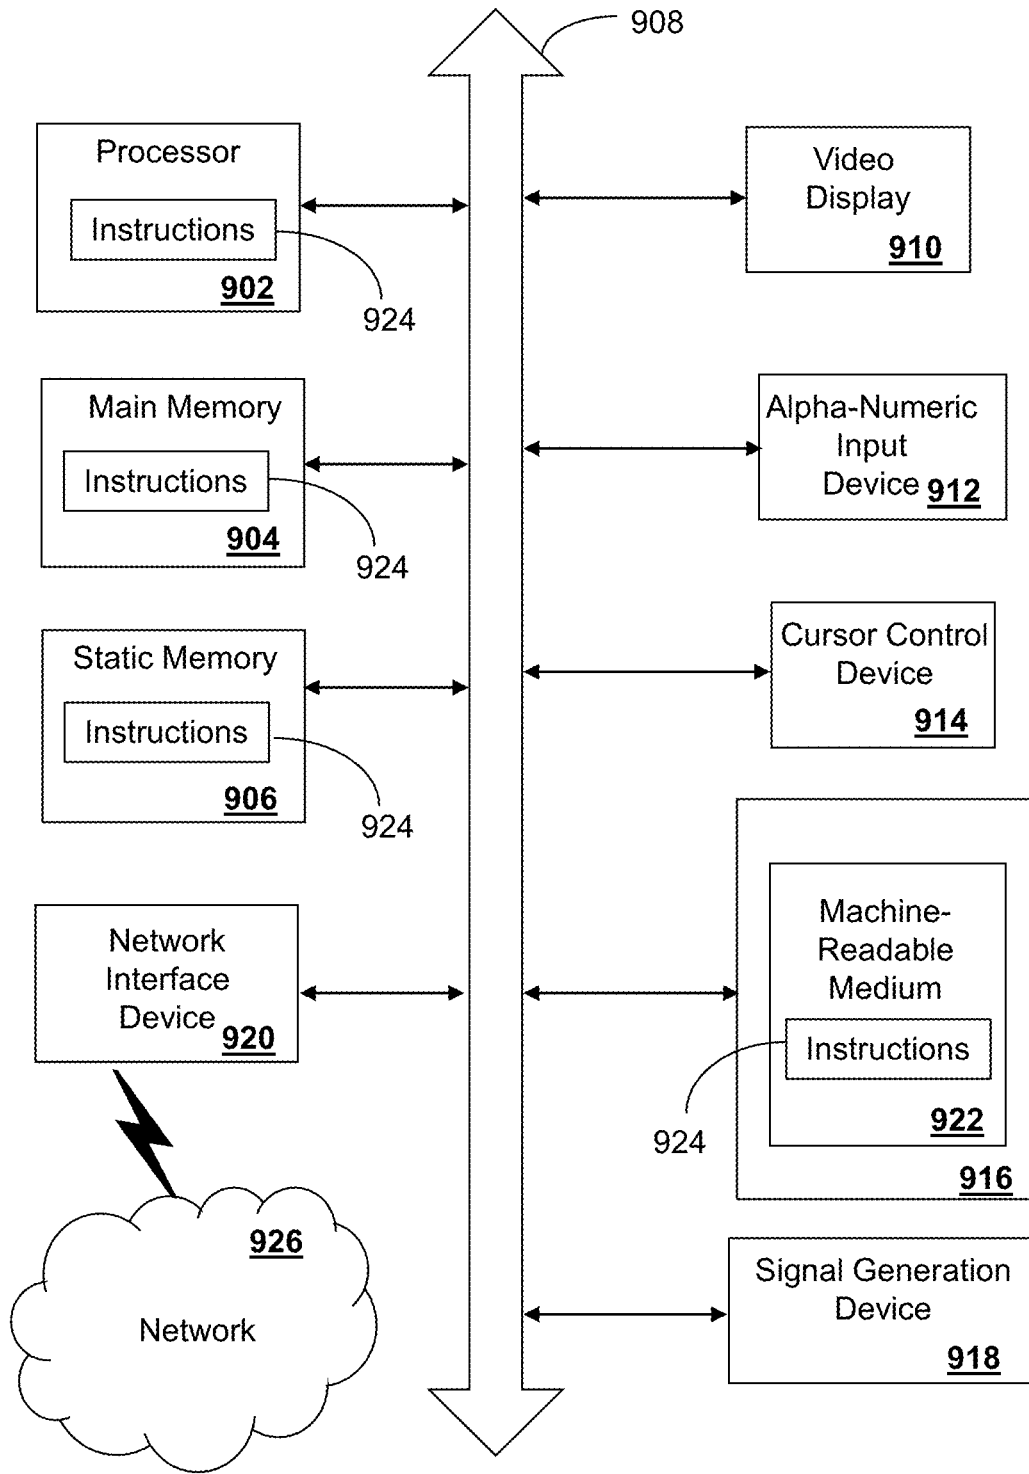 908
Processor
Instructions
902
924
Main Memory
Instructions
904
924
Static Memory
Instructions
906
924
Network
Interface
Device
920
926
Network
Video
Display
910
Alpha-Numeric
Input
Device
912
Cursor Control
Device
914
Machine-
Readable
Medium
Instructions
924
922
916
Signal Generation
Device
918